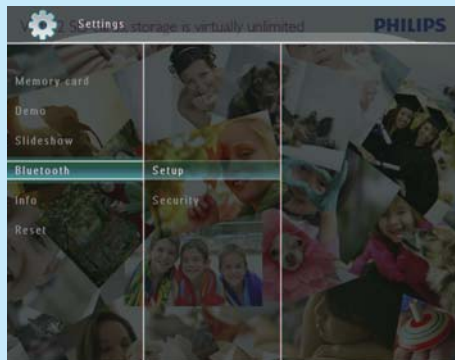 Settings
storage is virtually unlimited
PHILIPS
Memory card
Demo
Slideshow
Bluetooth
Setup
Info
Security
Reset